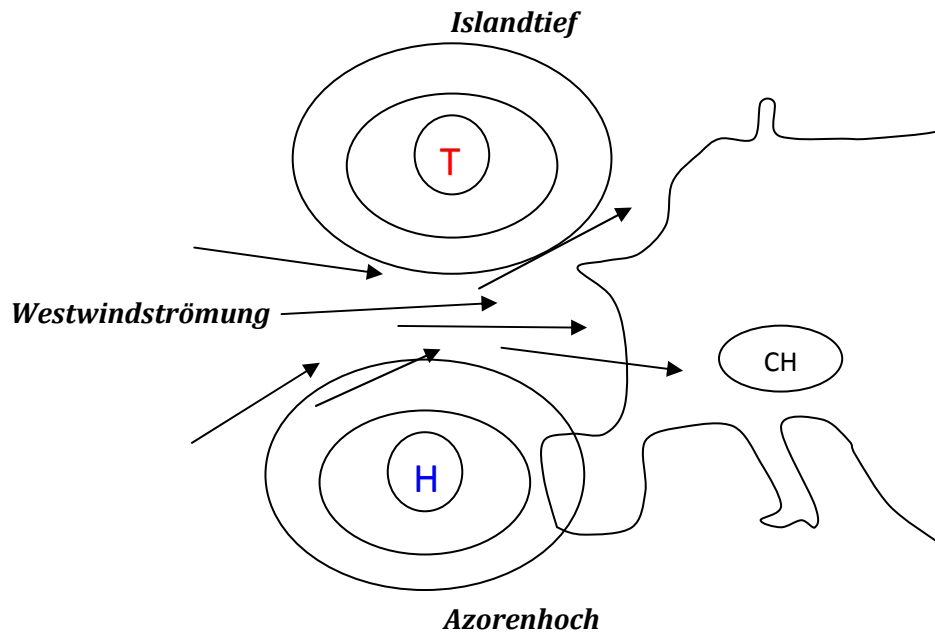 Islandtief
T
Westwindströmung
CH
H
Azorenhoch